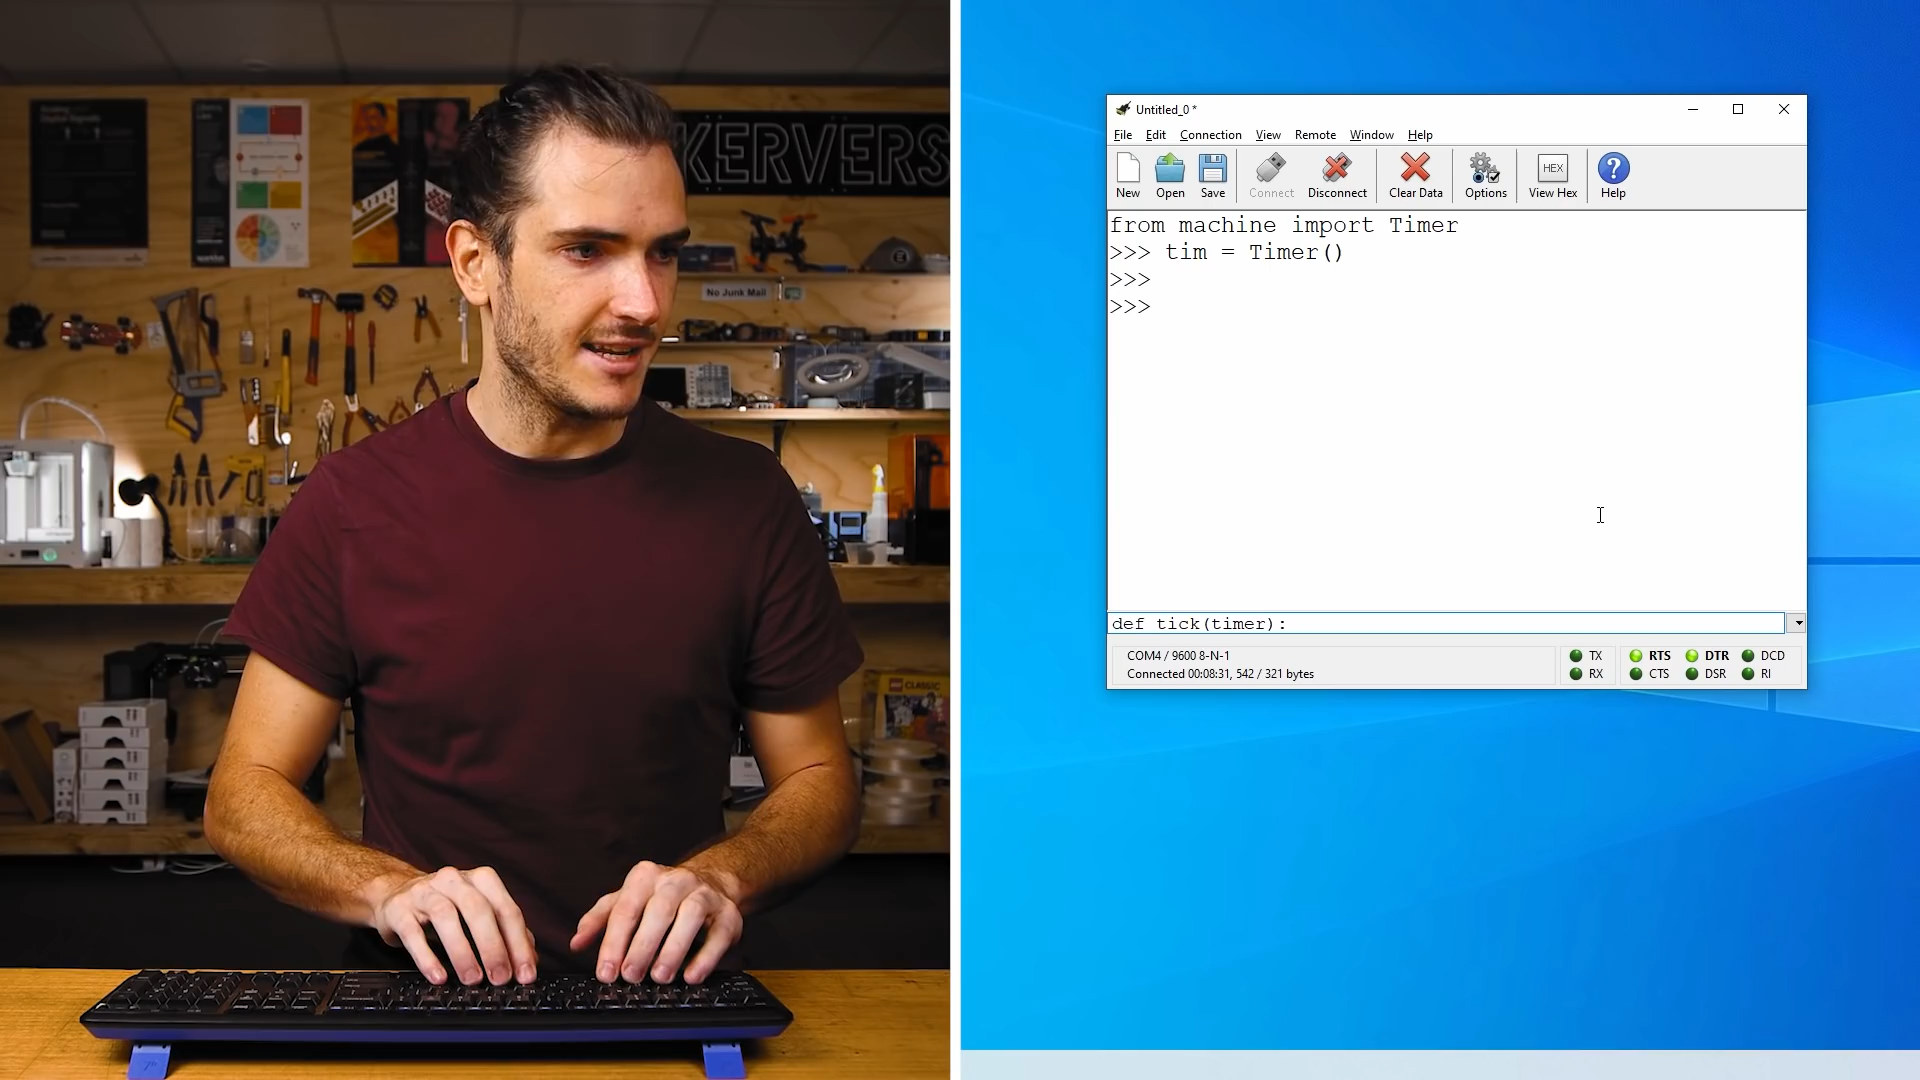 KERVERS
No Junk Mail
CLASSIC
Untitled_0 *
File Edit Connection View Remote Window Help
New Open Save Connect Disconnect Clear Data Options View Hex Help
HEX
from machine import Timer
>>> tim = Timer()
>>>
>>>
def tick(timer):
COM4 / 9600 8-N-1
Connected 00:08:31, 542 / 321 bytes
TX RTS DTR DCD
RX CTS DSR RI